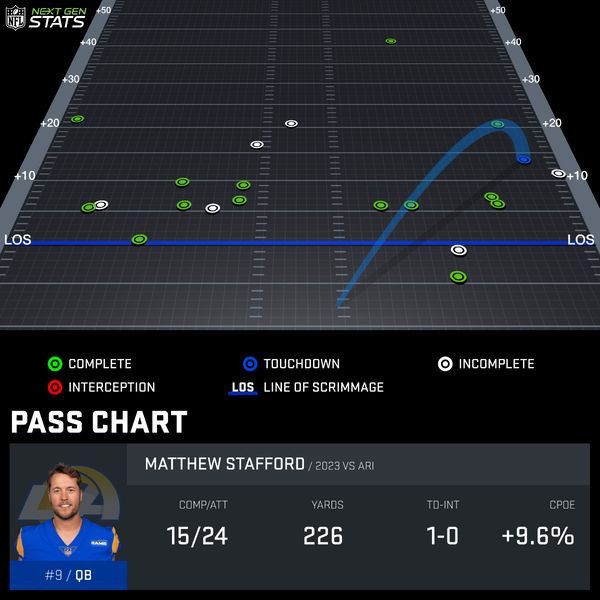 NFL NEXT GEN STATS
+50 +50
+40 +40
+30 +30
+20 +20
+10 +10
LOS LOS
COMPLETE TOUCHDOWN INCOMPLETE
INTERCEPTION LOS LINE OF SCRIMMAGE
PASS CHART
MATTHEW STAFFORD / 2023 VS ARI
COMP/ATT YARDS TD-INT CPOE
15/24 226 1-0 +9.6%
#9 / QB